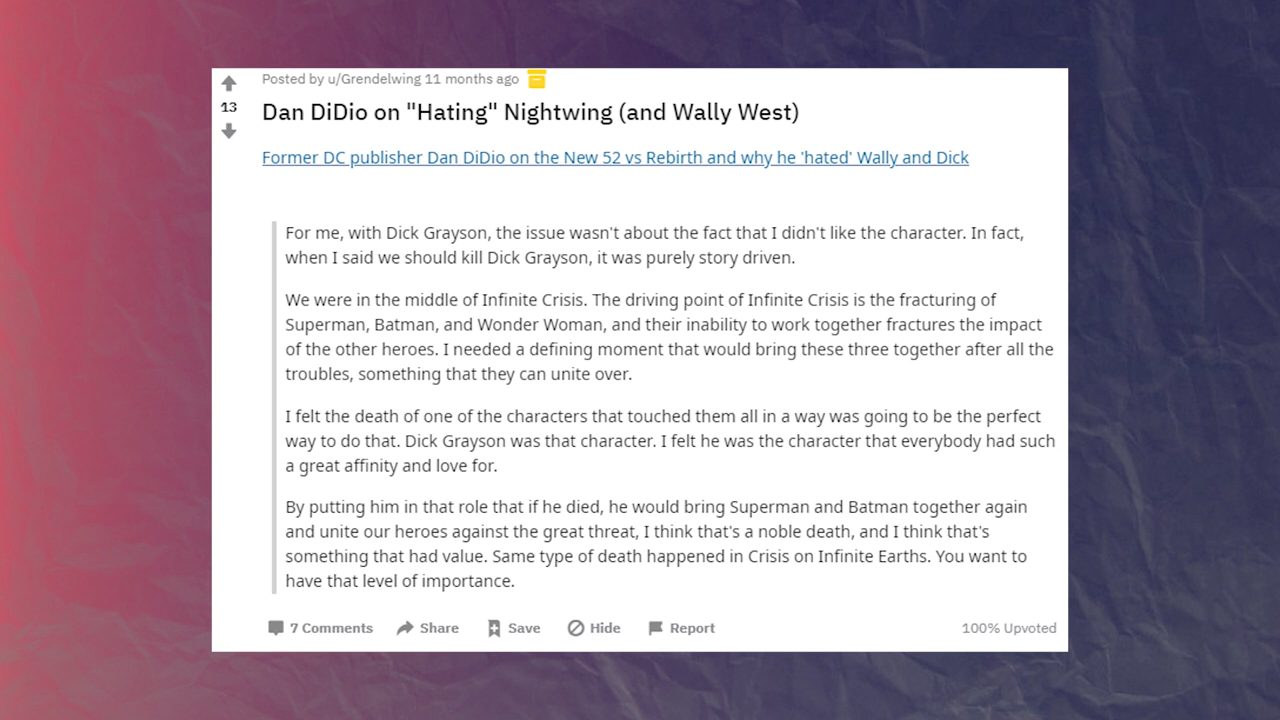 Posted by u/Grendelwing 11 months ago
13
Dan DiDio on "Hating" Nightwing (and Wally West)
Former DC publisher Dan DiDio on the New 52 vs Rebirth and why he 'hated' Wally and Dick
For me, with Dick Grayson, the issue wasn't about the fact that I didn't like the character. In fact,
when I said we should kill Dick Grayson, it was purely story driven.
We were in the middle of Infinite Crisis. The driving point of Infinite Crisis is the fracturing of
Superman, Batman, and Wonder Woman, and their inability to work together fractures the impact
of the other heroes. I needed a defining moment that would bring these three together after all the
troubles, something that they can unite over.
I felt the death of one of the characters that touched them all in a way was going to be the perfect
way to do that. Dick Grayson was that character. I felt he was the character that everybody had such
a great affinity and love for.
By putting him in that role that if he died, he would bring Superman and Batman together again
and unite our heroes against the great threat, I think that's a noble death, and I think that's
something that had value. Same type of death happened in Crisis on Infinite Earths. You want to
have that level of importance.
7 Comments Share Save Hide Report 100% Upvoted